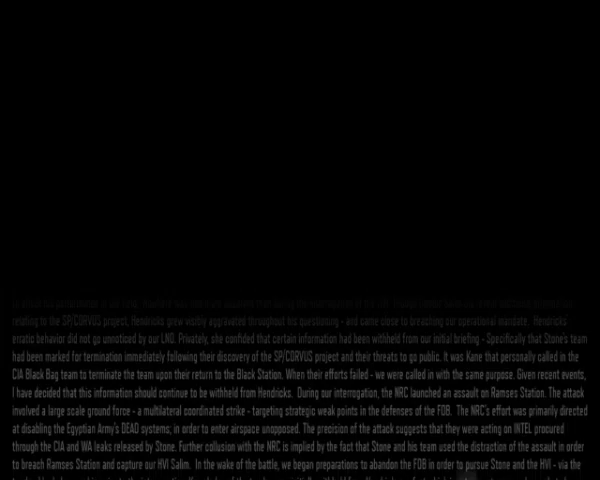 relating to the SP/CORVUS project, Hendricks grew visibly aggravated throughout his questioning - and came close to breaching our operational mandate. Hendricks'
erratic behavior did not go unnoticed by our LNO. Privately, she confided that certain information had been withheld from our initial briefing - Specifically that Stone's team
had been marked for termination immediately following their discovery of the SP/CORVUS project and their threats to go public. It was Kane that personally called in the
CIA Black Bag team to terminate the team upon their return to the Black Station. When their efforts failed - we were called in with the same purpose. Given recent events,
I have decided that this information should continue to be withheld from Hendricks. During our interrogation, the NRC launched an assault on Ramses Station. The attack
involved a large scale ground force - a multilateral coordinated strike - targeting strategic weak points in the defenses of the FOB. The NRC's effort was primarily directed
at disabling the Egyptian Army's DEAD systems; in order to enter airspace unopposed. The precision of the attack suggests that they were acting on INTEL procured
through the CIA and WA leaks released by Stone. Further collusion with the NRC is implied by the fact that Stone and his team used the distraction of the assault in order
to breach Ramses Station and capture our HVI Salim. In the wake of the battle, we began preparations to abandon the FOB in order to pursue Stone and the HVI - via the